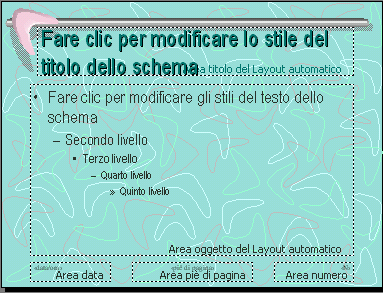 Fare clic per modificare lo stile del
titolo dello schema
a titolo del Layout automatico
• Fare clic per modificare gli stili del testo dello
schema
– Secondo livello
• Terzo livello
– Quarto livello
» Quinto livello
Area oggetto del Layout automatico
<data/ora> <piè di pagina> <#>
Area data Area piè di pagina Area numero